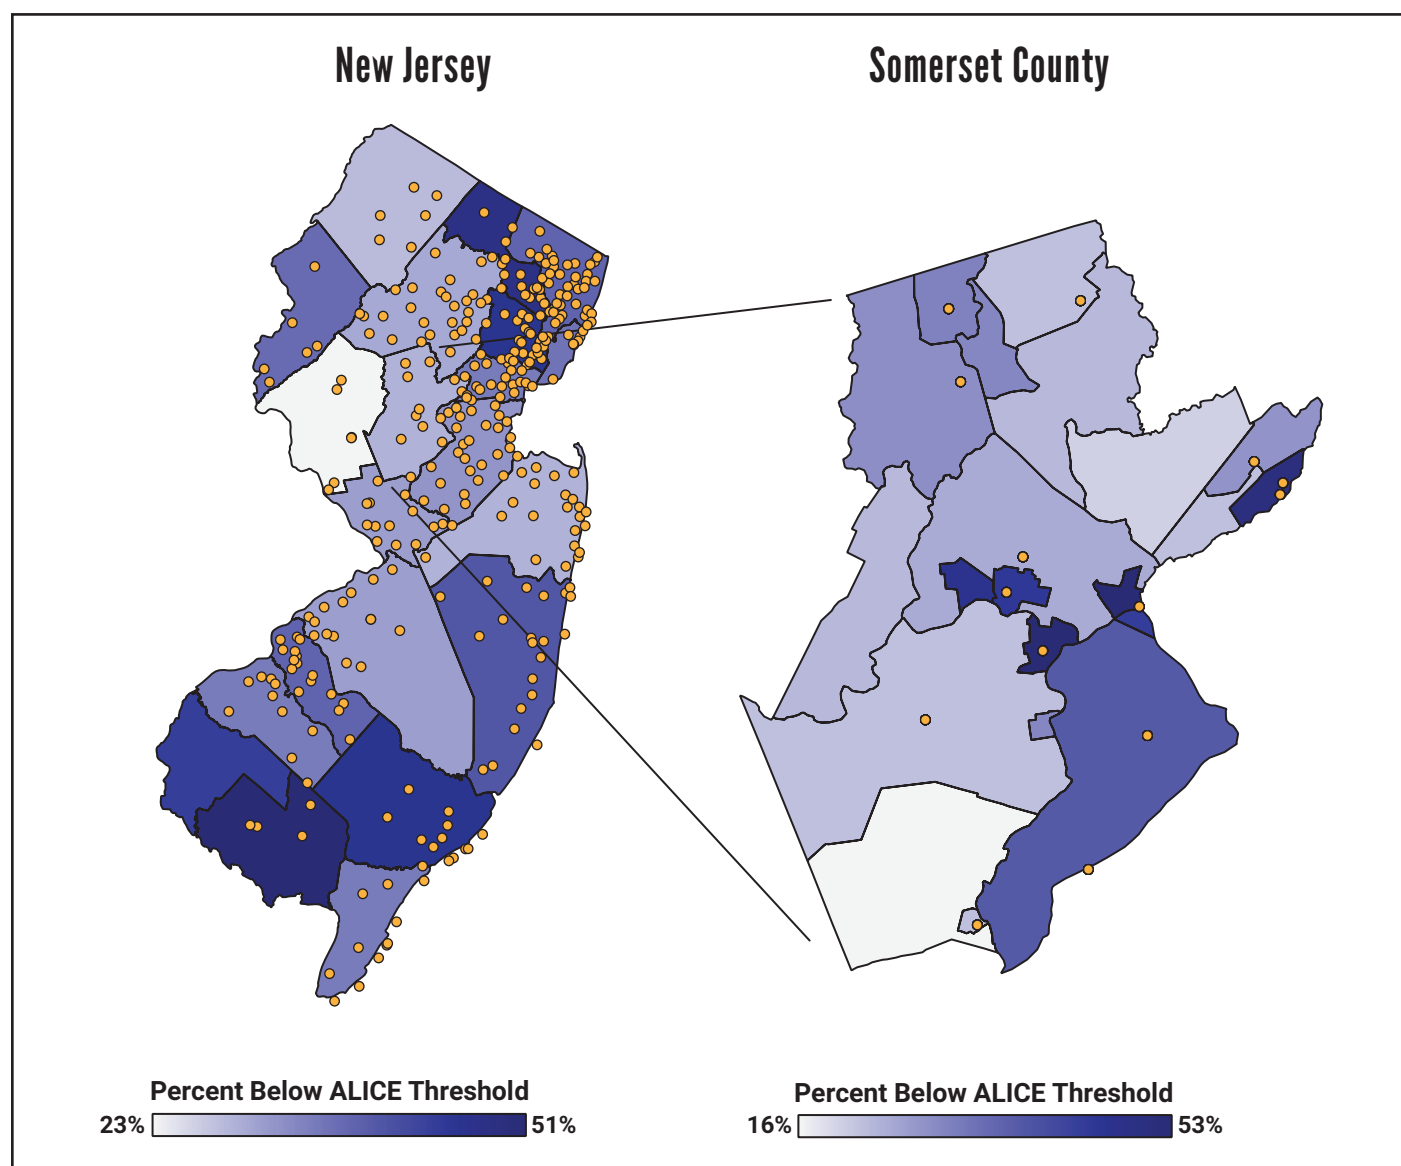 New Jersey
Somerset County
Percent Below ALICE Threshold
23%
51%
Percent Below ALICE Threshold
16%
53%